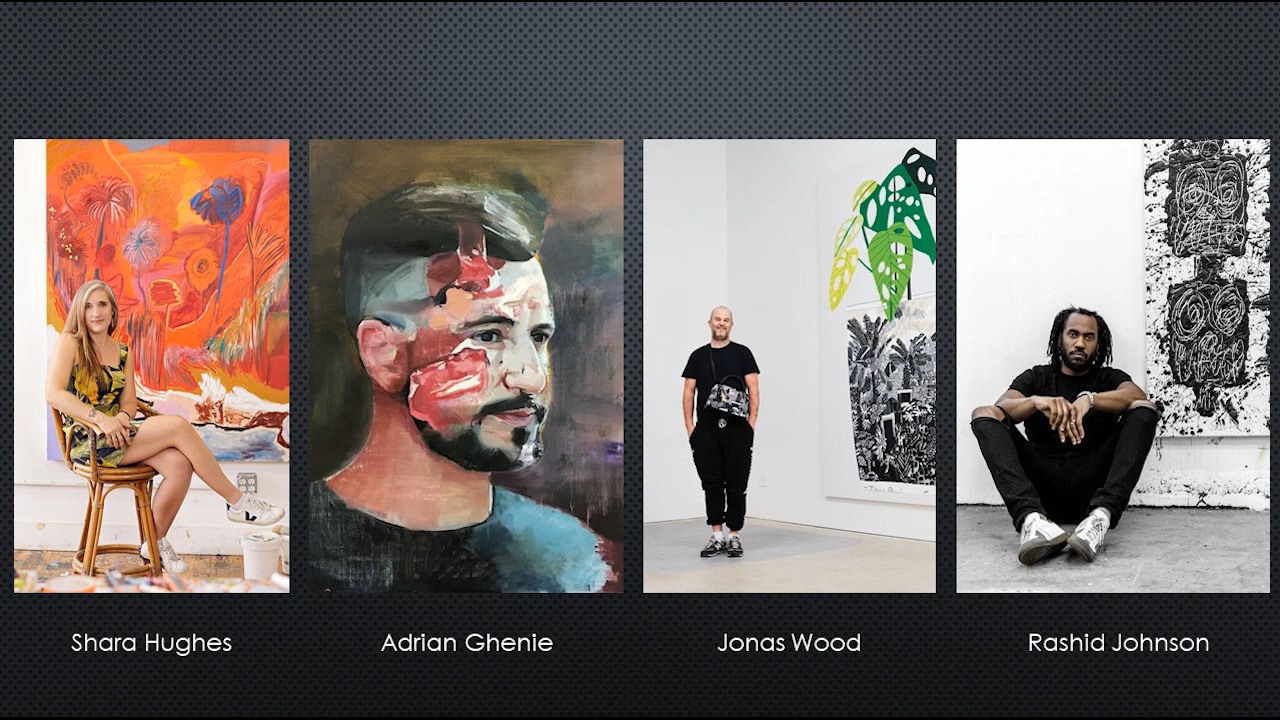 Shara Hughes
Adrian Ghenie
Jonas Wood
Rashid Johnson